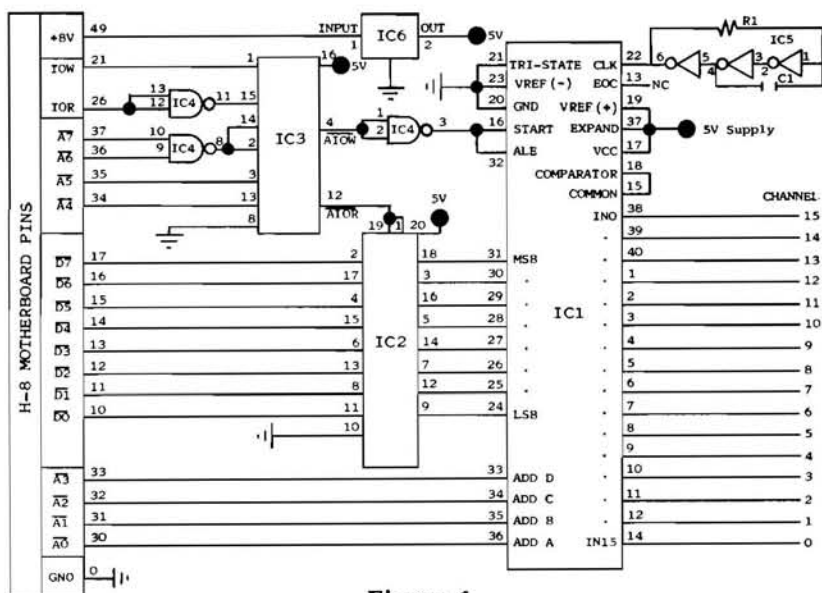 H-8 MOTHERBOARD PINS
+8V 49
IOW 21
IOR 26
A7 37
A6 36
A5 35
A4 34
D7 17
D6 16
D5 15
D4 14
D3 13
D2 12
D1 11
D0 10
A3 33
A2 32
A1 31
A0 30
GNO 0
INPUT 1 IC6 2 OUT 5V
13 12 IC4 11
10 9 IC4 8
1 16 5V
15
14
2
3
13
8
IC3
4 AIOW
12 AIOR
1 2 IC4 3
19 1 20 5V
2 18
17 3
4 16
15 5
6 14
13 7
8 12
11 9
10
IC2
21 TRI-STATE CLK 22
23 VREF(-) EOC 13 NC
20 GND VREF(+) 19
16 START EXPAND 37 5V Supply
32 ALE VCC 17
COMPARATOR 18
COMMON 15
IC1
31 MSB
30
29
28
27
26
25
24 LSB
33 ADD D
34 ADD C
35 ADD B
36 ADD A
R1
IC5
6 5 4 3 2 1
C1
CHANNEL
INO 38 15
39 14
40 13
1 12
2 11
3 10
4 9
5 8
6 7
7 6
8 5
9 4
10 3
11 2
12 1
IN15 14 0